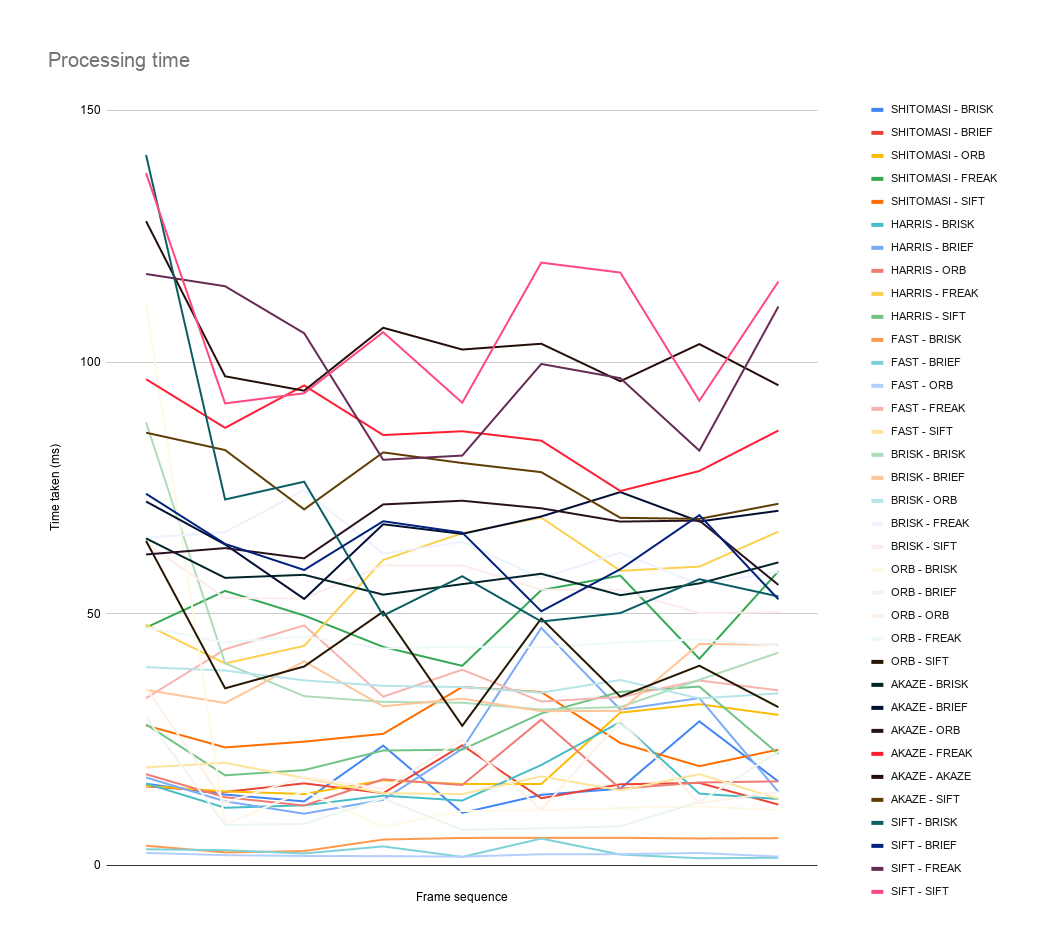 Processing time
150
100
50
0
Time taken (ms)
Frame sequence
SHITOMASI - BRISK
SHITOMASI - BRIEF
SHITOMASI - ORB
SHITOMASI - FREAK
SHITOMASI - SIFT
HARRIS - BRISK
HARRIS - BRIEF
HARRIS - ORB
HARRIS - FREAK
HARRIS - SIFT
FAST - BRISK
FAST - BRIEF
FAST - ORB
FAST - FREAK
FAST - SIFT
BRISK - BRISK
BRISK - BRIEF
BRISK - ORB
BRISK - FREAK
BRISK - SIFT
ORB - BRISK
ORB - BRIEF
ORB - ORB
ORB - FREAK
ORB - SIFT
AKAZE - BRISK
AKAZE - BRIEF
AKAZE - ORB
AKAZE - FREAK
AKAZE - AKAZE
AKAZE - SIFT
SIFT - BRISK
SIFT - BRIEF
SIFT - FREAK
SIFT - SIFT